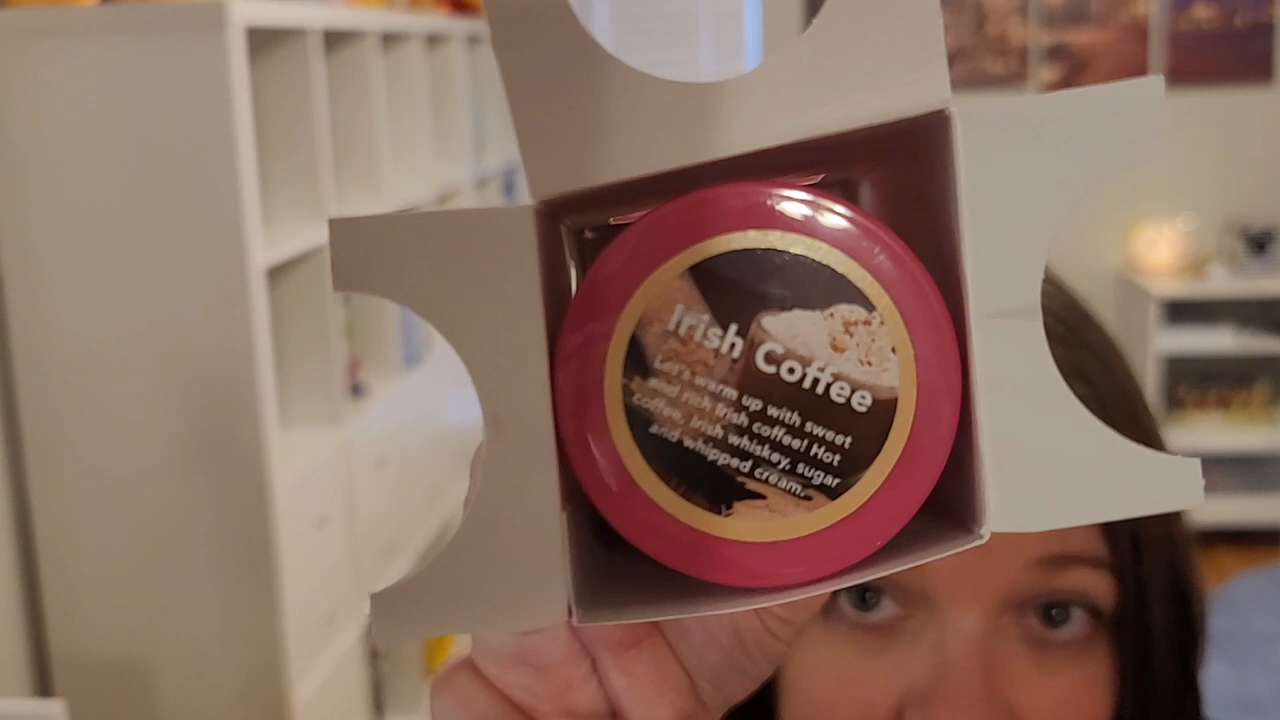 Irish Coffee
Let's warm up with sweet
and rich Irish coffee! Hot
coffee, Irish whiskey, sugar
and whipped cream.